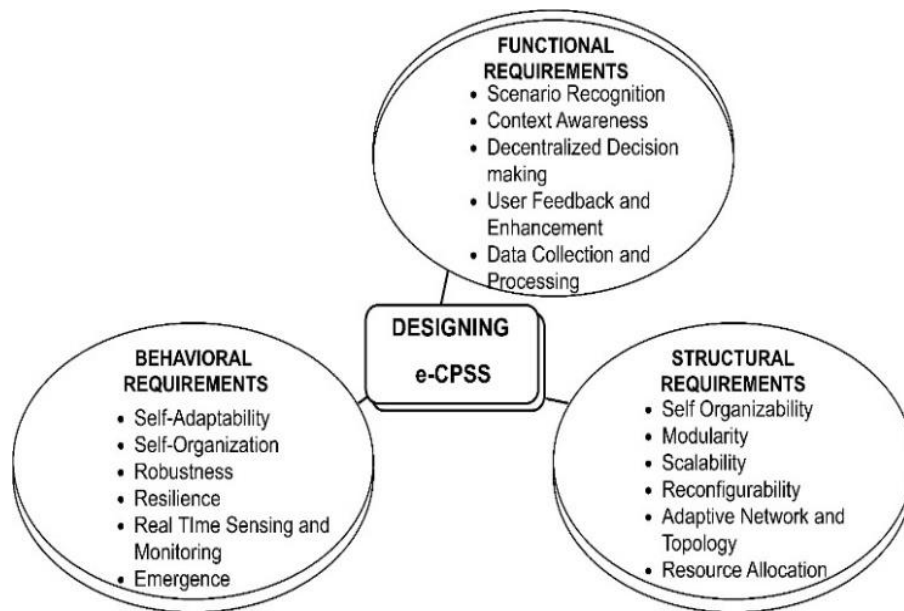 FUNCTIONAL
REQUIREMENTS
• Scenario Recognition
• Context Awareness
• Decentralized Decision
making
• User Feedback and
Enhancement
• Data Collection and
Processing
DESIGNING
e-CPSS
BEHAVIORAL
REQUIREMENTS
• Self-Adaptability
• Self-Organization
• Robustness
• Resilience
• Real TIme Sensing and
Monitoring
• Emergence
STRUCTURAL
REQUIREMENTS
• Self Organizability
• Modularity
• Scalability
• Reconfigurability
• Adaptive Network and
Topology
• Resource Allocation